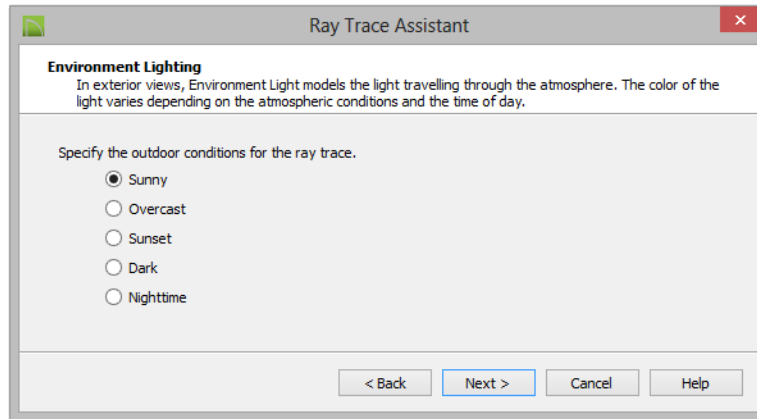 Ray Trace Assistant
Environment Lighting
In exterior views, Environment Light models the light travelling through the atmosphere. The color of the
light varies depending on the atmospheric conditions and the time of day.
Specify the outdoor conditions for the ray trace.
Sunny
Overcast
Sunset
Dark
Nighttime
< Back Next > Cancel Help